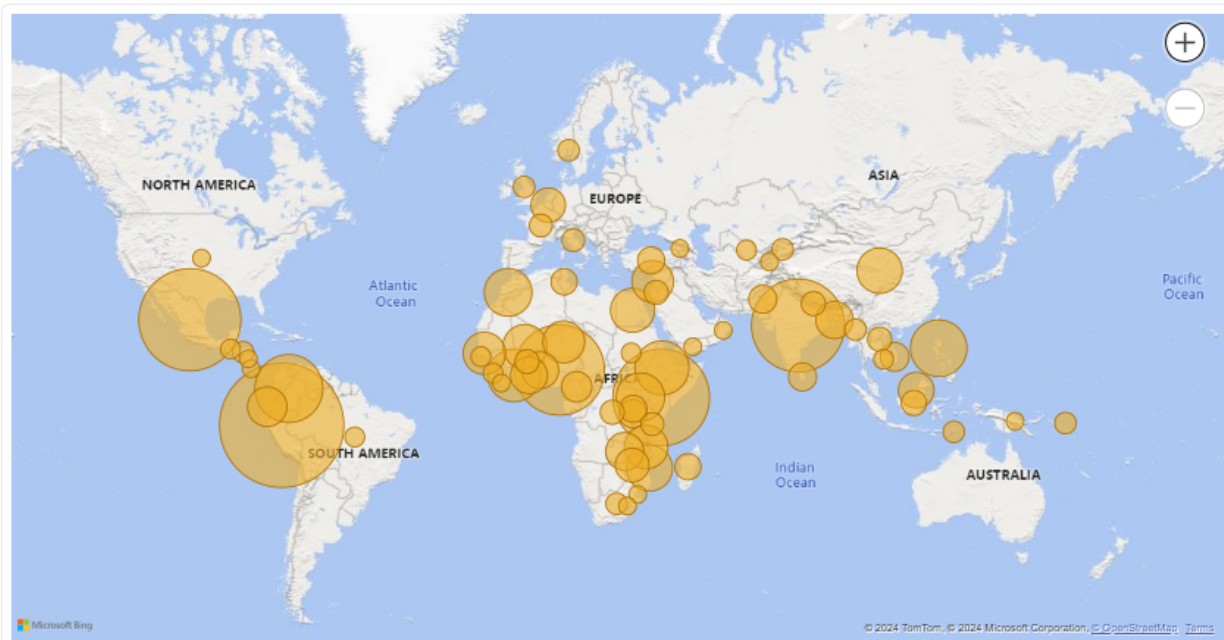 NORTH AMERICA
EUROPE
ASIA
Atlantic
Ocean
Pacific
Ocean
AFRICA
SOUTH AMERICA
Indian
Ocean
AUSTRALIA
Microsoft Bing
© 2024 TomTom, © 2024 Microsoft Corporation, © OpenStreetMap Terms